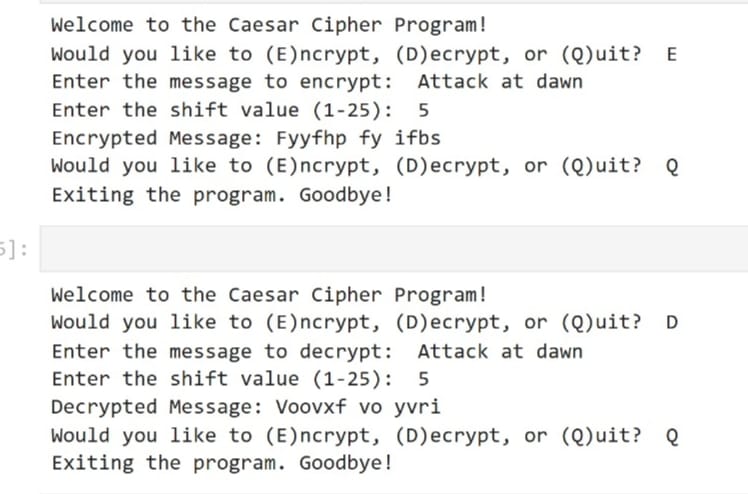 Welcome to the Caesar Cipher Program!
Would you like to (E)ncrypt, (D)ecrypt, or (Q)uit?  E
Enter the message to encrypt:  Attack at dawn
Enter the shift value (1-25):  5
Encrypted Message: Fyyfhp fy ifbs
Would you like to (E)ncrypt, (D)ecrypt, or (Q)uit?  Q
Exiting the program. Goodbye!
]:
Welcome to the Caesar Cipher Program!
Would you like to (E)ncrypt, (D)ecrypt, or (Q)uit?  D
Enter the message to decrypt:  Attack at dawn
Enter the shift value (1-25):  5
Decrypted Message: Voovxf vo yvri
Would you like to (E)ncrypt, (D)ecrypt, or (Q)uit?  Q
Exiting the program. Goodbye!